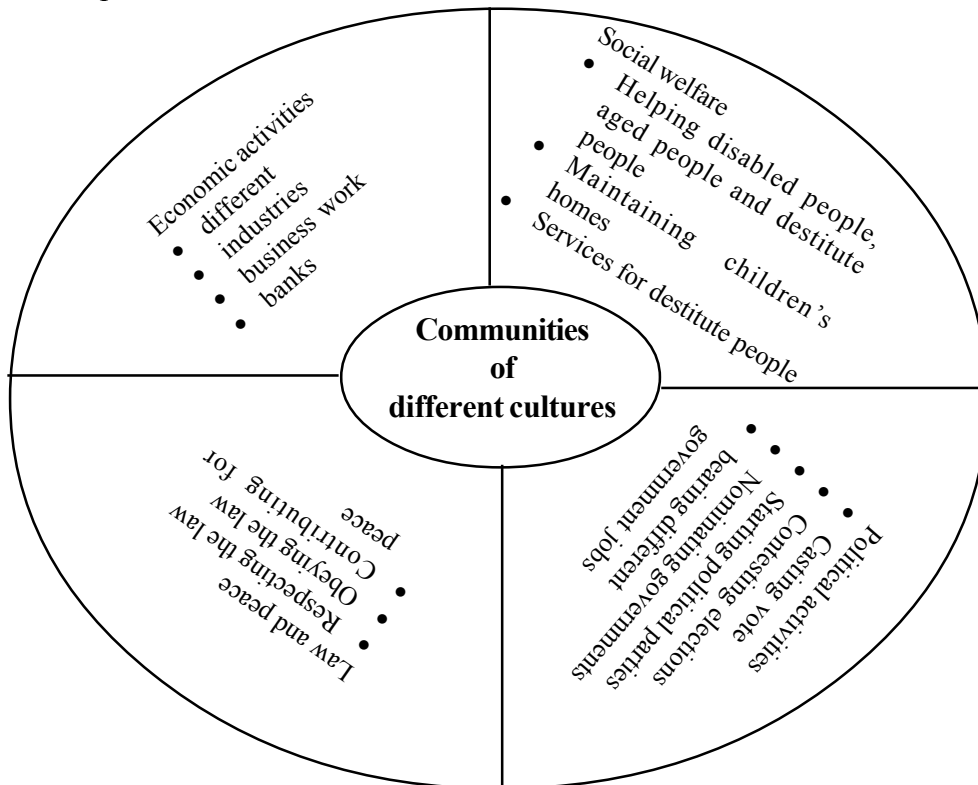 Economic activities
• different
• industries
• business work
• banks
Social welfare
• Helping disabled people,
aged people and destitute
people
• Maintaining children's
homes
• Services for destitute people
Communities
of
different cultures
Law and peace
• Respecting the law
• Obeying the law
• Contributing for
peace
Political activities
• Casting vote
• Contesting elections
• Starting political parties
• Nominating governments
• bearing different
government jobs